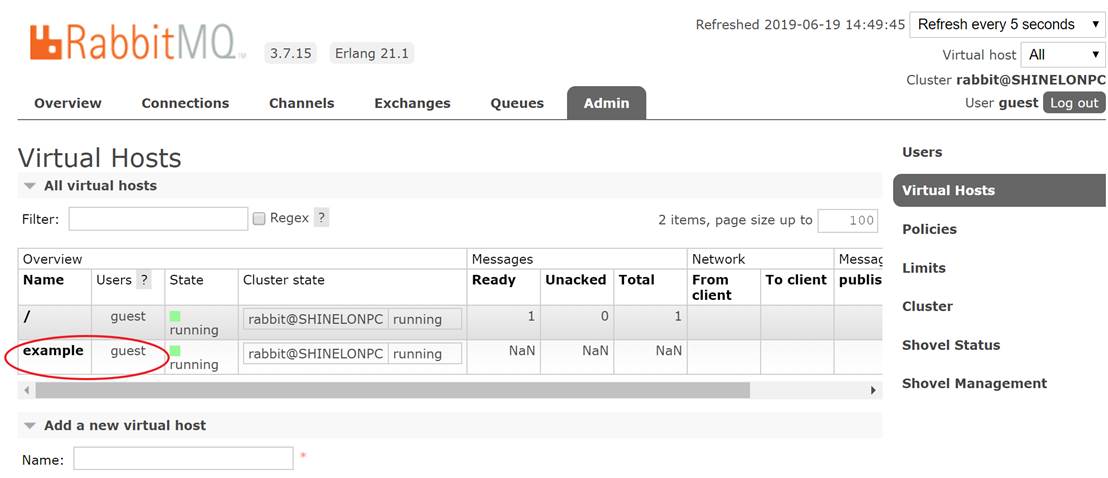 Refreshed 2019-06-19 14:49:45 Refresh every 5 seconds
RabbitMQ TM 3.7.15 Erlang 21.1
Virtual host All
Cluster rabbit@SHINELONPC
User guest Log out
Overview Connections Channels Exchanges Queues Admin
Virtual Hosts
All virtual hosts
Filter: Regex ? 2 items, page size up to 100
Overview Messages Network Messag
Name Users ? State Cluster state Ready Unacked Total From client To client publis
/ guest running rabbit@SHINELONPC running 1 0 1
example guest running rabbit@SHINELONPC running NaN NaN NaN
Add a new virtual host
Name: *
Users
Virtual Hosts
Policies
Limits
Cluster
Shovel Status
Shovel Management